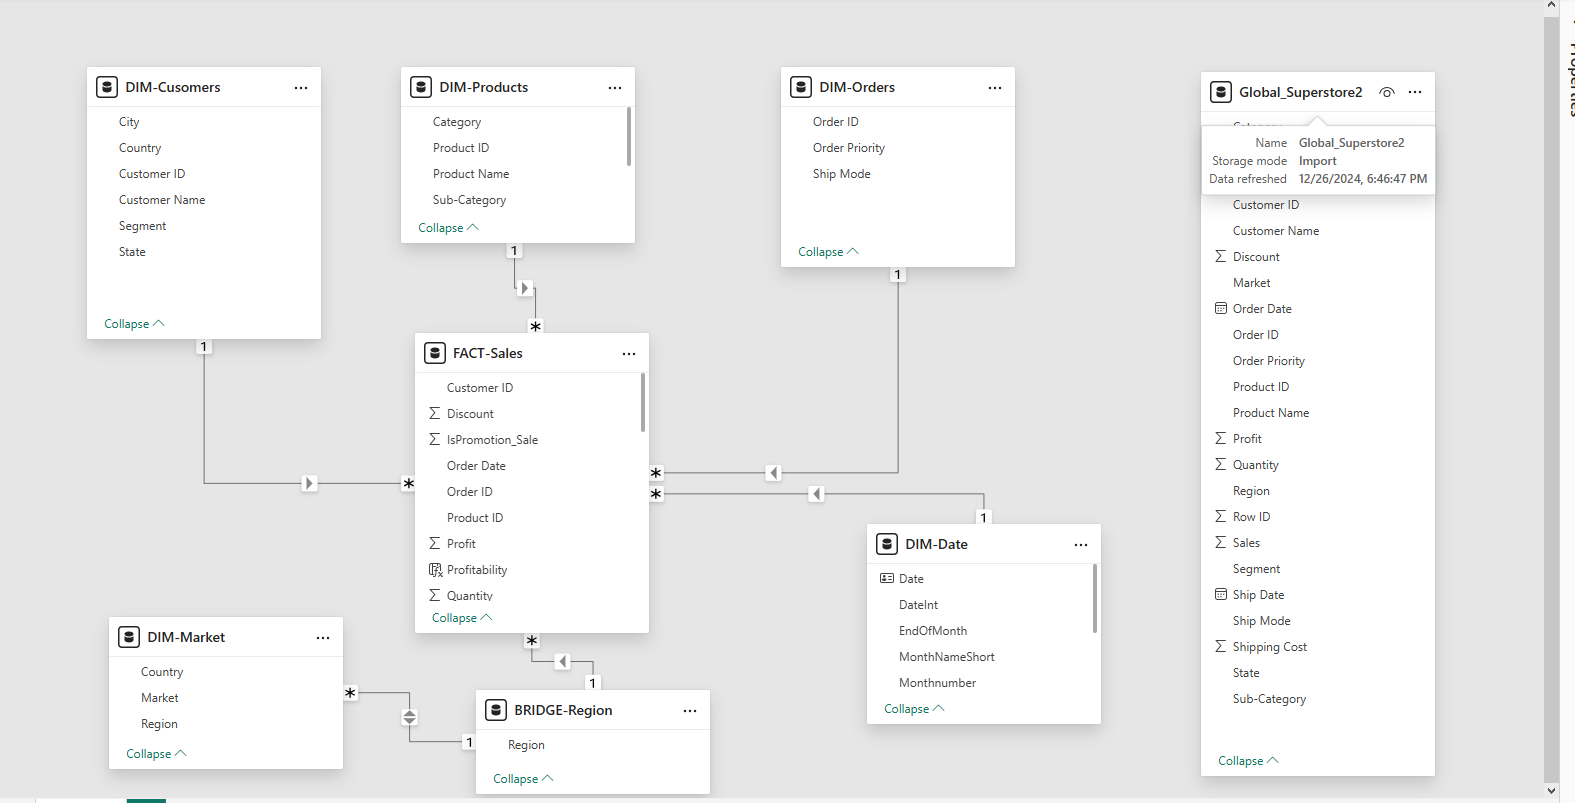 DIM-Cusomers
City
Country
Customer ID
Customer Name
Segment
State
Collapse
1
DIM-Products
Category
Product ID
Product Name
Sub-Category
Collapse
1
*
DIM-Orders
Order ID
Order Priority
Ship Mode
Collapse
1
FACT-Sales
Customer ID
Discount
IsPromotion_Sale
Order Date
Order ID
Product ID
Profit
Profitability
Quantity
Collapse
*
*
*
*
DIM-Date
1
Date
DateInt
EndOfMonth
MonthNameShort
Monthnumber
Collapse
DIM-Market
Country
Market
Region
Collapse
*
1
1
BRIDGE-Region
Region
Collapse
Global_Superstore2
Name Global_Superstore2
Storage mode Import
Data refreshed 12/26/2024, 6:46:47 PM
Customer ID
Customer Name
Discount
Market
Order Date
Order ID
Order Priority
Product ID
Product Name
Profit
Quantity
Region
Row ID
Sales
Segment
Ship Date
Ship Mode
Shipping Cost
State
Sub-Category
Collapse
Properties